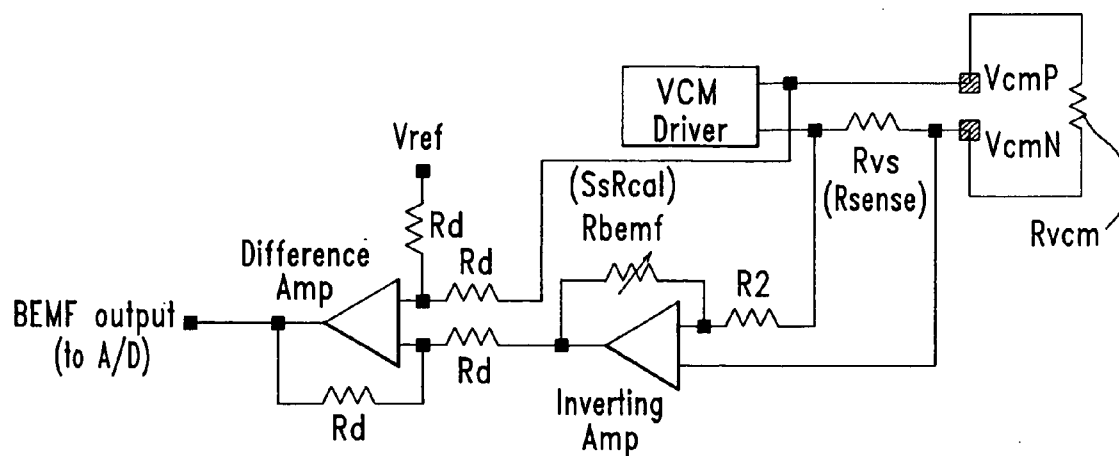 VCM
Driver
VcmP
VcmN
Rvs
(Rsense)
Rvcm
Vref
Rd
(SsRcal)
Rbemf
Difference
Amp
Rd
R2
BEMF output
(to A/D)
Rd
Rd
Inverting
Amp